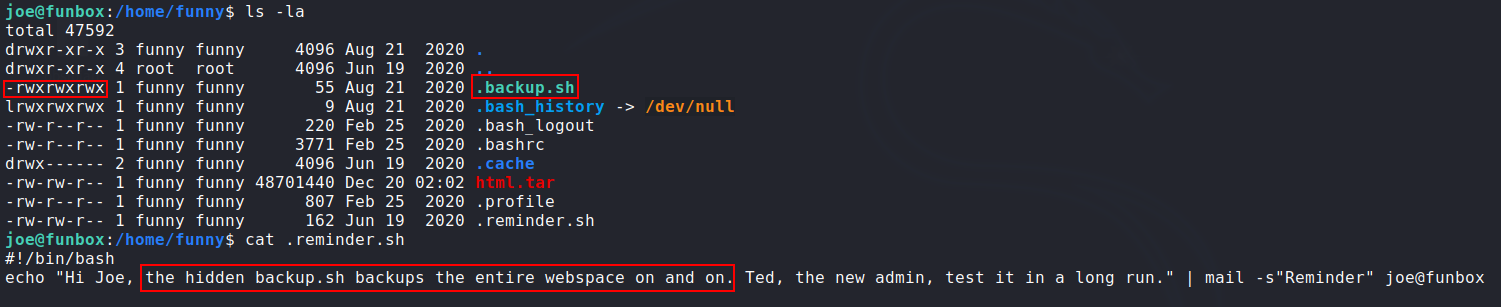 joe@funbox:/home/funny$ ls -la
total 47592
drwxr-xr-x 3 funny funny     4096 Aug 21  2020 .
drwxr-xr-x 4 root  root      4096 Jun 19  2020 ..
-rwxrwxrwx 1 funny funny       55 Aug 21  2020 .backup.sh
lrwxrwxrwx 1 funny funny        9 Aug 21  2020 .bash_history -> /dev/null
-rw-r--r-- 1 funny funny      220 Feb 25  2020 .bash_logout
-rw-r--r-- 1 funny funny     3771 Feb 25  2020 .bashrc
drwx------ 2 funny funny     4096 Jun 19  2020 .cache
-rw-rw-r-- 1 funny funny 48701440 Dec 20 02:02 html.tar
-rw-r--r-- 1 funny funny      807 Feb 25  2020 .profile
-rw-rw-r-- 1 funny funny      162 Jun 19  2020 .reminder.sh
joe@funbox:/home/funny$ cat .reminder.sh
#!/bin/bash
echo "Hi Joe, the hidden backup.sh backups the entire webspace on and on. Ted, the new admin, test it in a long run." | mail -s"Reminder" joe@funbox